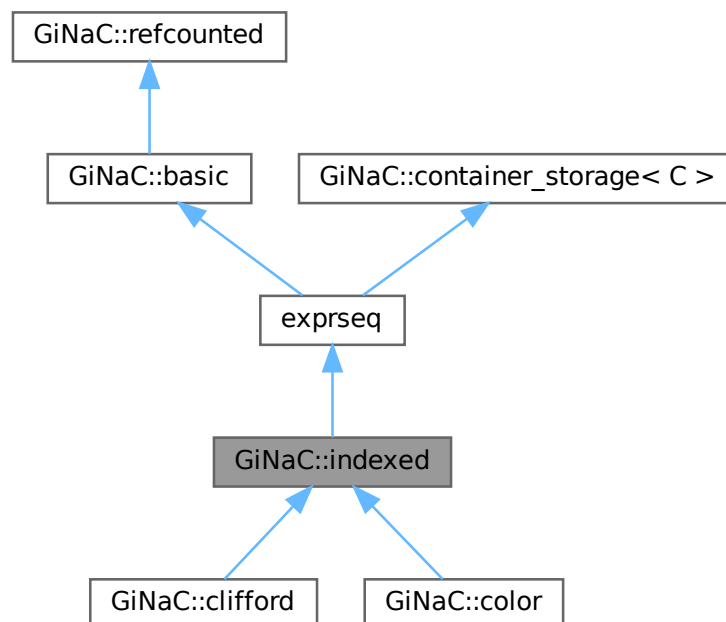 GiNaC::refcounted
GiNaC::basic
GiNaC::container_storage< C >
exprseq
GiNaC::indexed
GiNaC::clifford
GiNaC::color